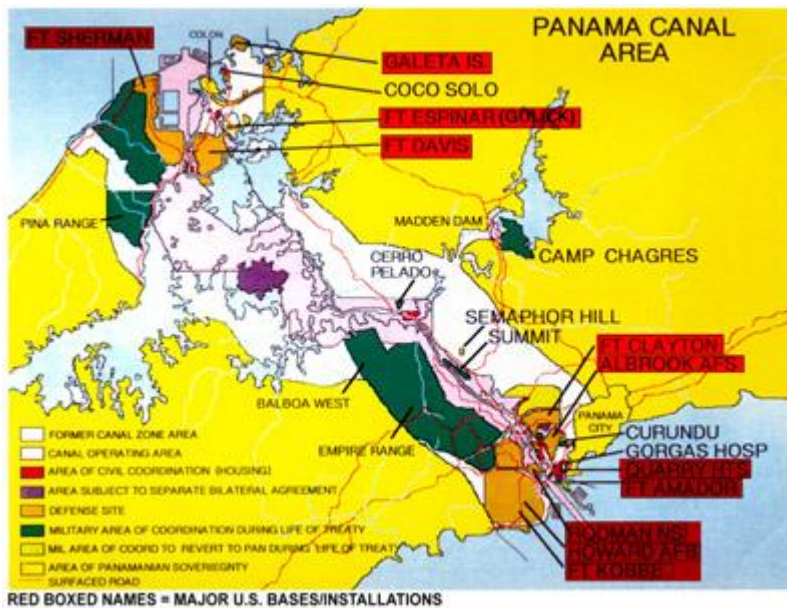 FT SHERMAN
COLON
PANAMA CANAL
AREA
GALETA IS.
COCO SOLO
FT ESPINAR (GULICK)
FT DAVIS
PINA RANGE
MADDEN DAM
CAMP CHAGRES
CERRO
PELADO
SEMAPHOR HILL
SUMMIT
FT CLAYTON
ALBROOK AFS
BALBOA WEST
EMPIRE RANGE
PANAMA
CITY
CURUNDU
GORGAS HOSP
QUARRY HTS
FT AMADOR
RODMAN NS
HOWARD AFB
FT KOBBE
FORMER CANAL ZONE AREA
CANAL OPERATING AREA
AREA OF CIVIL COORDINATION (HOUSING)
AREA SUBJECT TO SEPARATE BILATERAL AGREEMENT
DEFENSE SITE
MILITARY AREA OF COORDINATION DURING LIFE OF TREATY
MIL AREA OF COORD TO REVERT TO PAN DURING LIFE OF TREATY
AREA OF PANAMANIAN SOVERIEGNTY
SURFACED ROAD
RED BOXED NAMES = MAJOR U.S. BASES/INSTALLATIONS